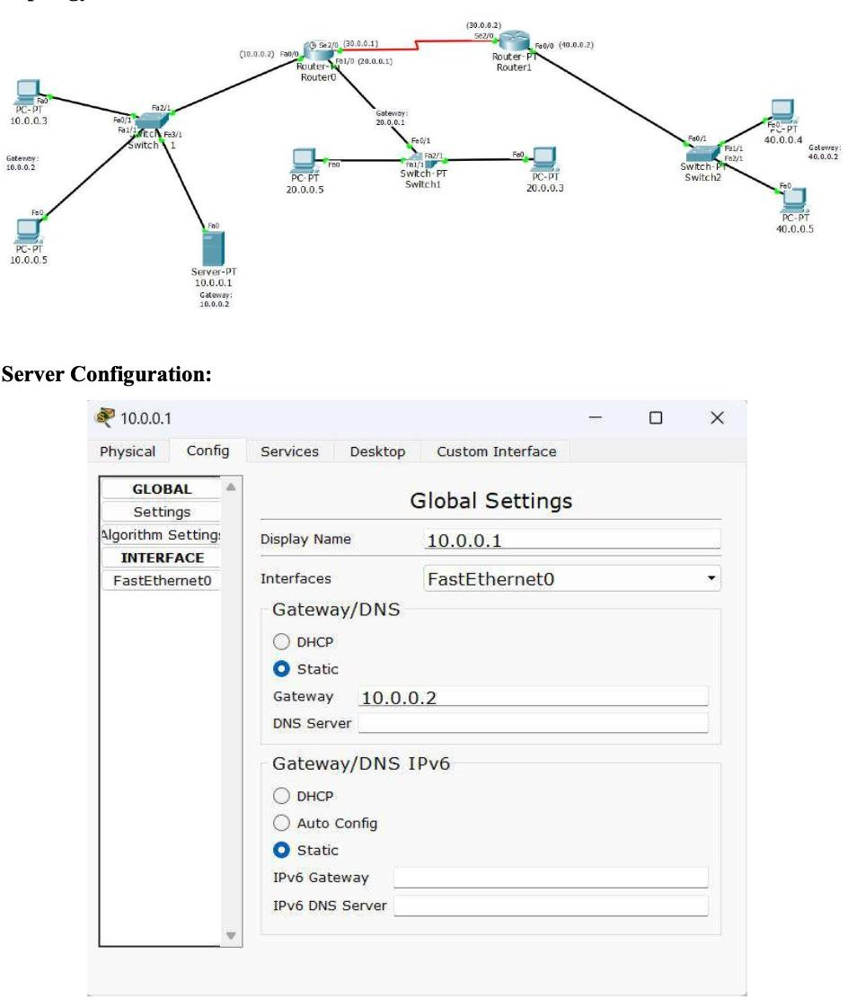 (30.0.0.2)
Se2/0
Se2/0 (30.0.0.1)
Fa0/0 (40.0.0.2)
(10.0.0.2) Fa0/0
Fa1/0 (20.0.0.1)
Router-PT
Router1
Router0
Fa0
PC-PT
10.0.0.3
Fa2/1
Fa0/1
Fa1/1
Fa3/1
Switch 1
Gateway:
10.0.0.2
Gateway:
20.0.0.1
Fa0/1
Fa2/1
Fa1/1
Switch-PT
Switch1
Fa0
PC-PT
20.0.0.5
Fa0
PC-PT
20.0.0.3
Fa0/1
Fa1/1
Fa2/1
Switch-PT
Switch2
Fa0
PC-PT
40.0.0.4
Gateway:
40.0.0.2
Fa0
PC-PT
40.0.0.5
Fa0
PC-PT
10.0.0.5
Fa0
Server-PT
10.0.0.1
Gateway:
10.0.0.2
Server Configuration:
10.0.0.1
Physical Config Services Desktop Custom Interface
GLOBAL
Settings
Algorithm Settings
INTERFACE
FastEthernet0
Global Settings
Display Name 10.0.0.1
Interfaces FastEthernet0
Gateway/DNS
DHCP
Static
Gateway 10.0.0.2
DNS Server
Gateway/DNS IPv6
DHCP
Auto Config
Static
IPv6 Gateway
IPv6 DNS Server